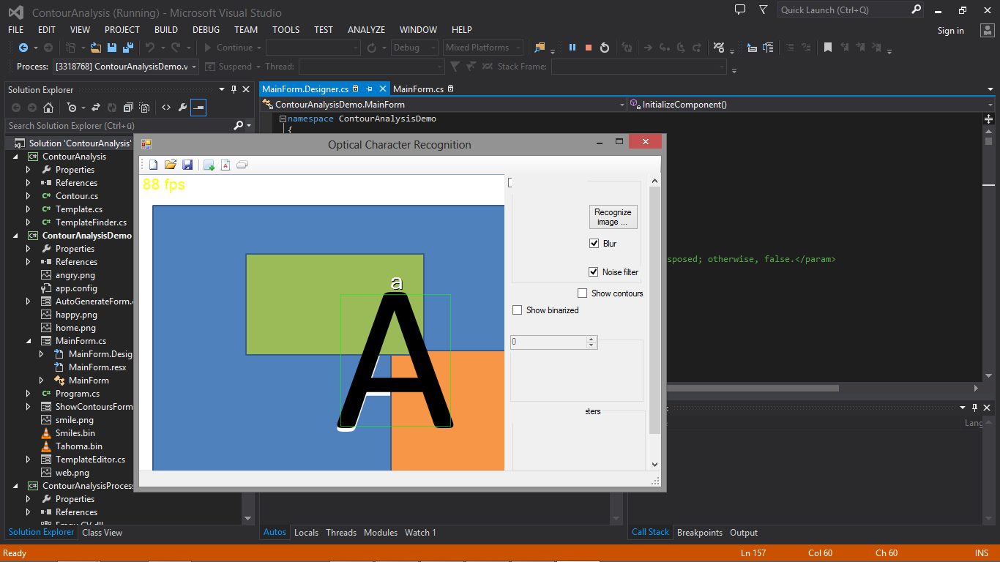 ContourAnalysis (Running) - Microsoft Visual Studio
Quick Launch (Ctrl+Q)
FILE EDIT VIEW PROJECT BUILD DEBUG TEAM TOOLS TEST ANALYZE WINDOW HELP
Sign in
Continue Debug Mixed Platforms
Process: [3318768] ContourAnalysisDemo.v Suspend Thread: Stack Frame:
Solution Explorer
MainForm.Designer.cs MainForm.cs
ContourAnalysisDemo.MainForm InitializeComponent()
Search Solution Explorer (Ctrl+ü)
namespace ContourAnalysisDemo
{
Solution 'ContourAnalysis'
ContourAnalysis
Properties
References
Contour.cs
Template.cs
TemplateFinder.cs
ContourAnalysisDemo
Properties
References
angry.png
app.config
AutoGenerateForm.
happy.png
home.png
MainForm.cs
MainForm.Desig
MainForm.resx
MainForm
Program.cs
ShowContoursForm
smile.png
Smiles.bin
Tahoma.bin
TemplateEditor.cs
web.png
ContourAnalysisProcess
Properties
References
Optical Character Recognition
88 fps
a
A
Recognize
image ...
Blur
Noise filter
Show contours
Show binarized
0
eters
sposed; otherwise, false.</param>
Lang
Solution Explorer Class View
Autos Locals Threads Modules Watch 1
Call Stack Breakpoints Output
Ready
Ln 157 Col 60 Ch 60 INS